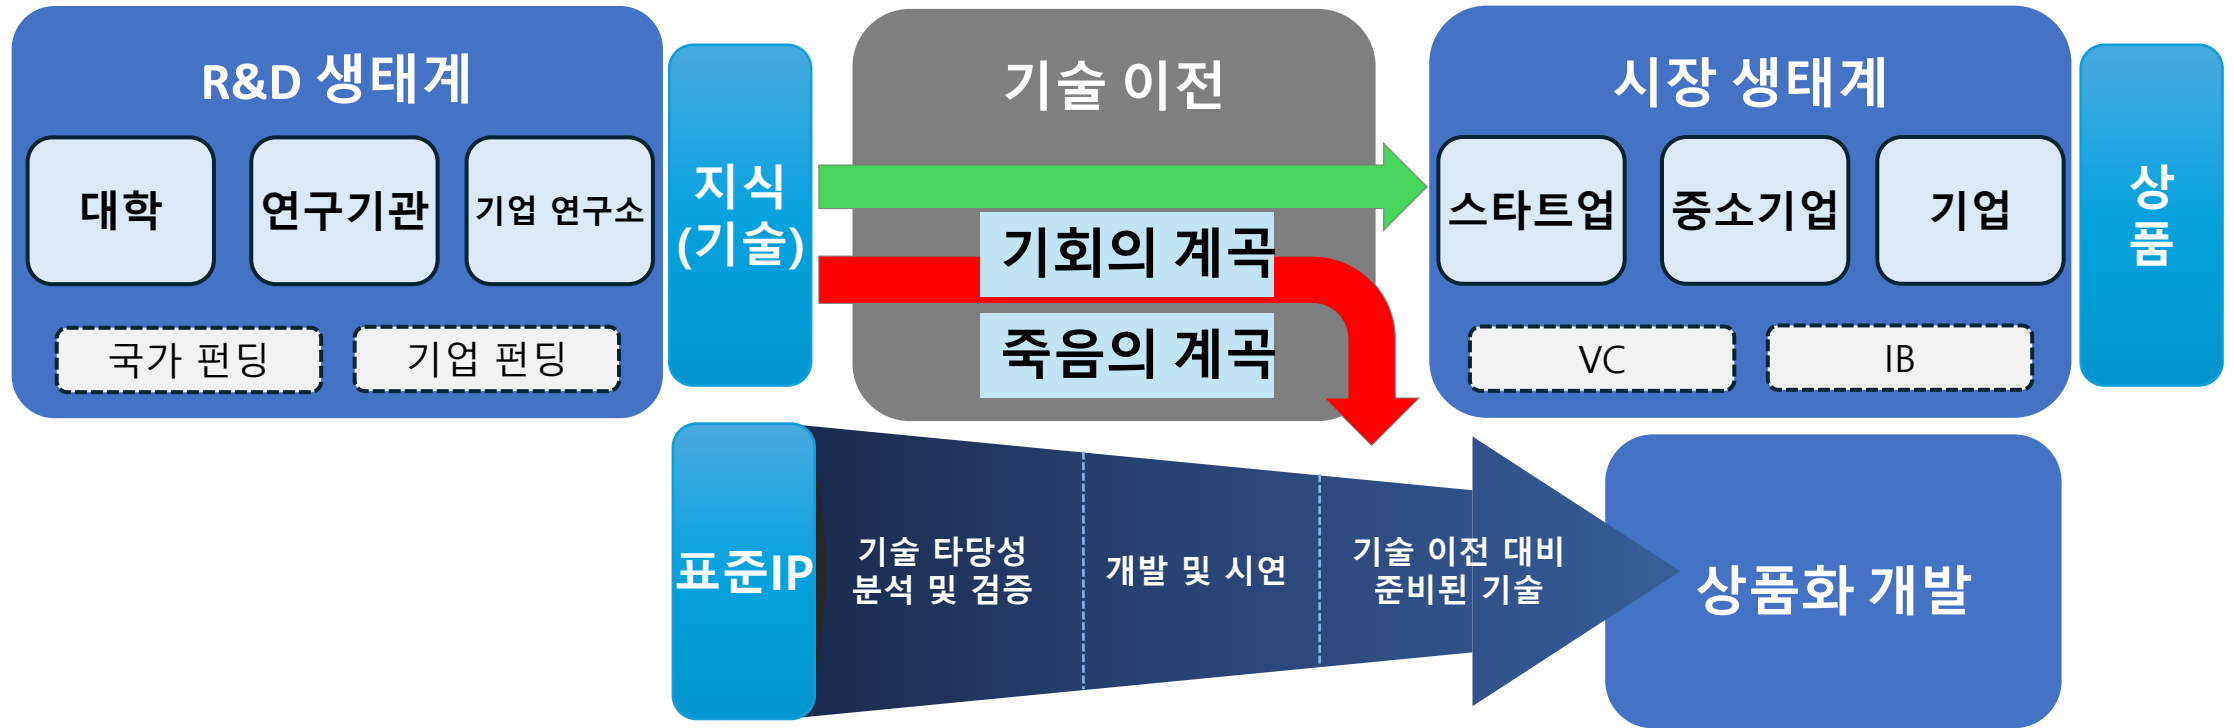 R&D 생태계
대학
연구기관
기업 연구소
국가 펀딩
기업 펀딩
지식
(기술)
기술 이전
기회의 계곡
죽음의 계곡
시장 생태계
스타트업
중소기업
기업
VC
IB
상
품
표준IP
기술 타당성
분석 및 검증
개발 및 시연
기술 이전 대비
준비된 기술
상품화 개발